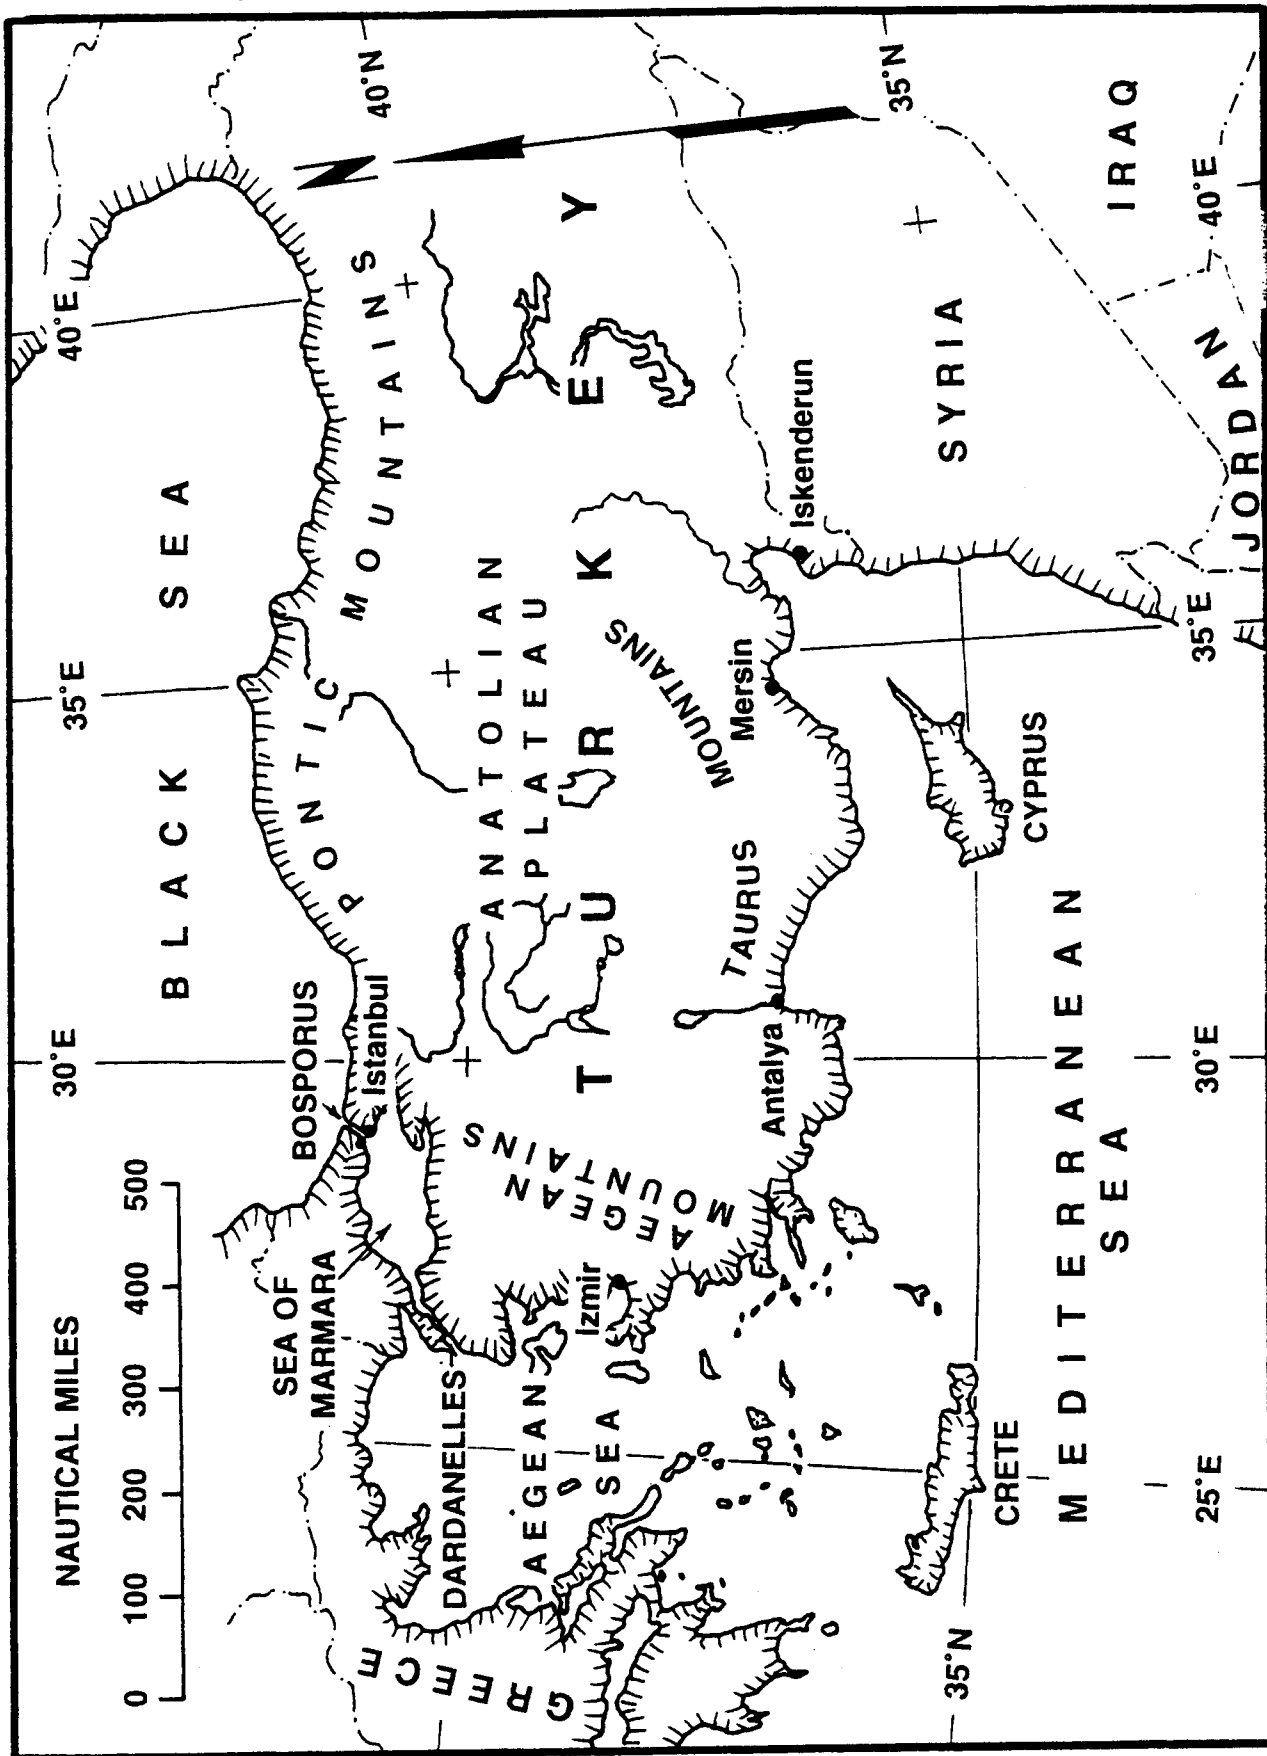 NAUTICAL MILES
0 100 200 300 400 500
30°E
35°E
40°E
BLACK SEA
BOSPORUS
Istanbul
SEA OF
MARMARA
DARDANELLES
GREECE
PONTIC MOUNTAINS
N
40°N
ANATOLIAN
PLATEAU
AEGEAN
MOUNTAINS
AEGEAN
SEA
Izmir
TURKEY
TAURUS MOUNTAINS
Antalya
Mersin
Iskenderun
35°N
SYRIA
IRAQ
JORDAN
CYPRUS
CRETE
35°N
MEDITERRANEAN
SEA
25°E
30°E
35°E
40°E